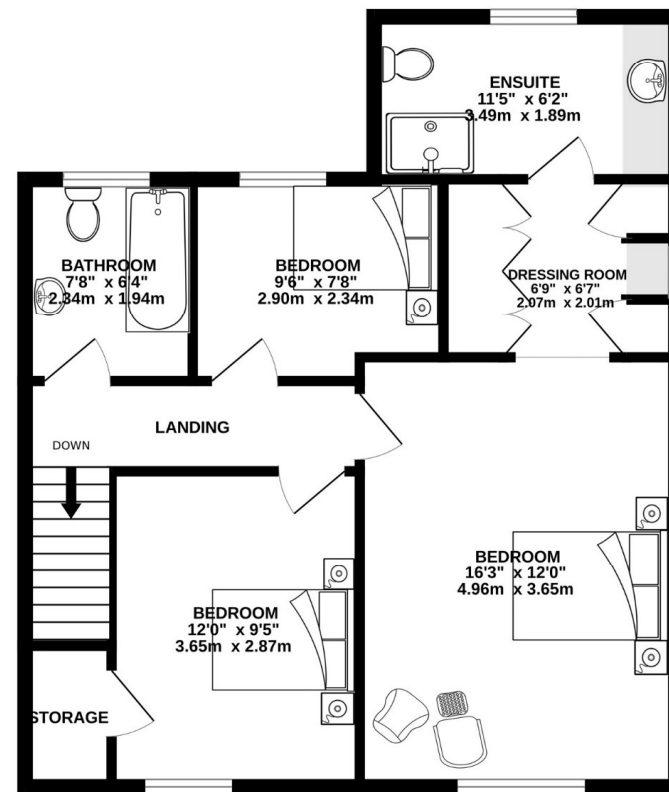 ENSUITE
11'5" x 6'2"
3.49m x 1.89m
BATHROOM
7'8" x 6'4"
2.34m x 1.94m
BEDROOM
9'6" x 7'8"
2.90m x 2.34m
DRESSING ROOM
6'9" x 6'7"
2.07m x 2.01m
LANDING
DOWN
BEDROOM
16'3" x 12'0"
4.96m x 3.65m
BEDROOM
12'0" x 9'5"
3.65m x 2.87m
STORAGE